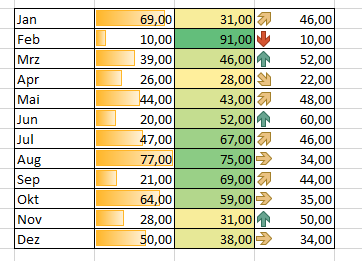 Jan 69,00 31,00 46,00
Feb 10,00 91,00 10,00
Mrz 39,00 46,00 52,00
Apr 26,00 28,00 22,00
Mai 44,00 43,00 48,00
Jun 20,00 52,00 60,00
Jul 47,00 67,00 46,00
Aug 77,00 75,00 34,00
Sep 21,00 69,00 44,00
Okt 64,00 59,00 35,00
Nov 28,00 31,00 50,00
Dez 50,00 38,00 34,00